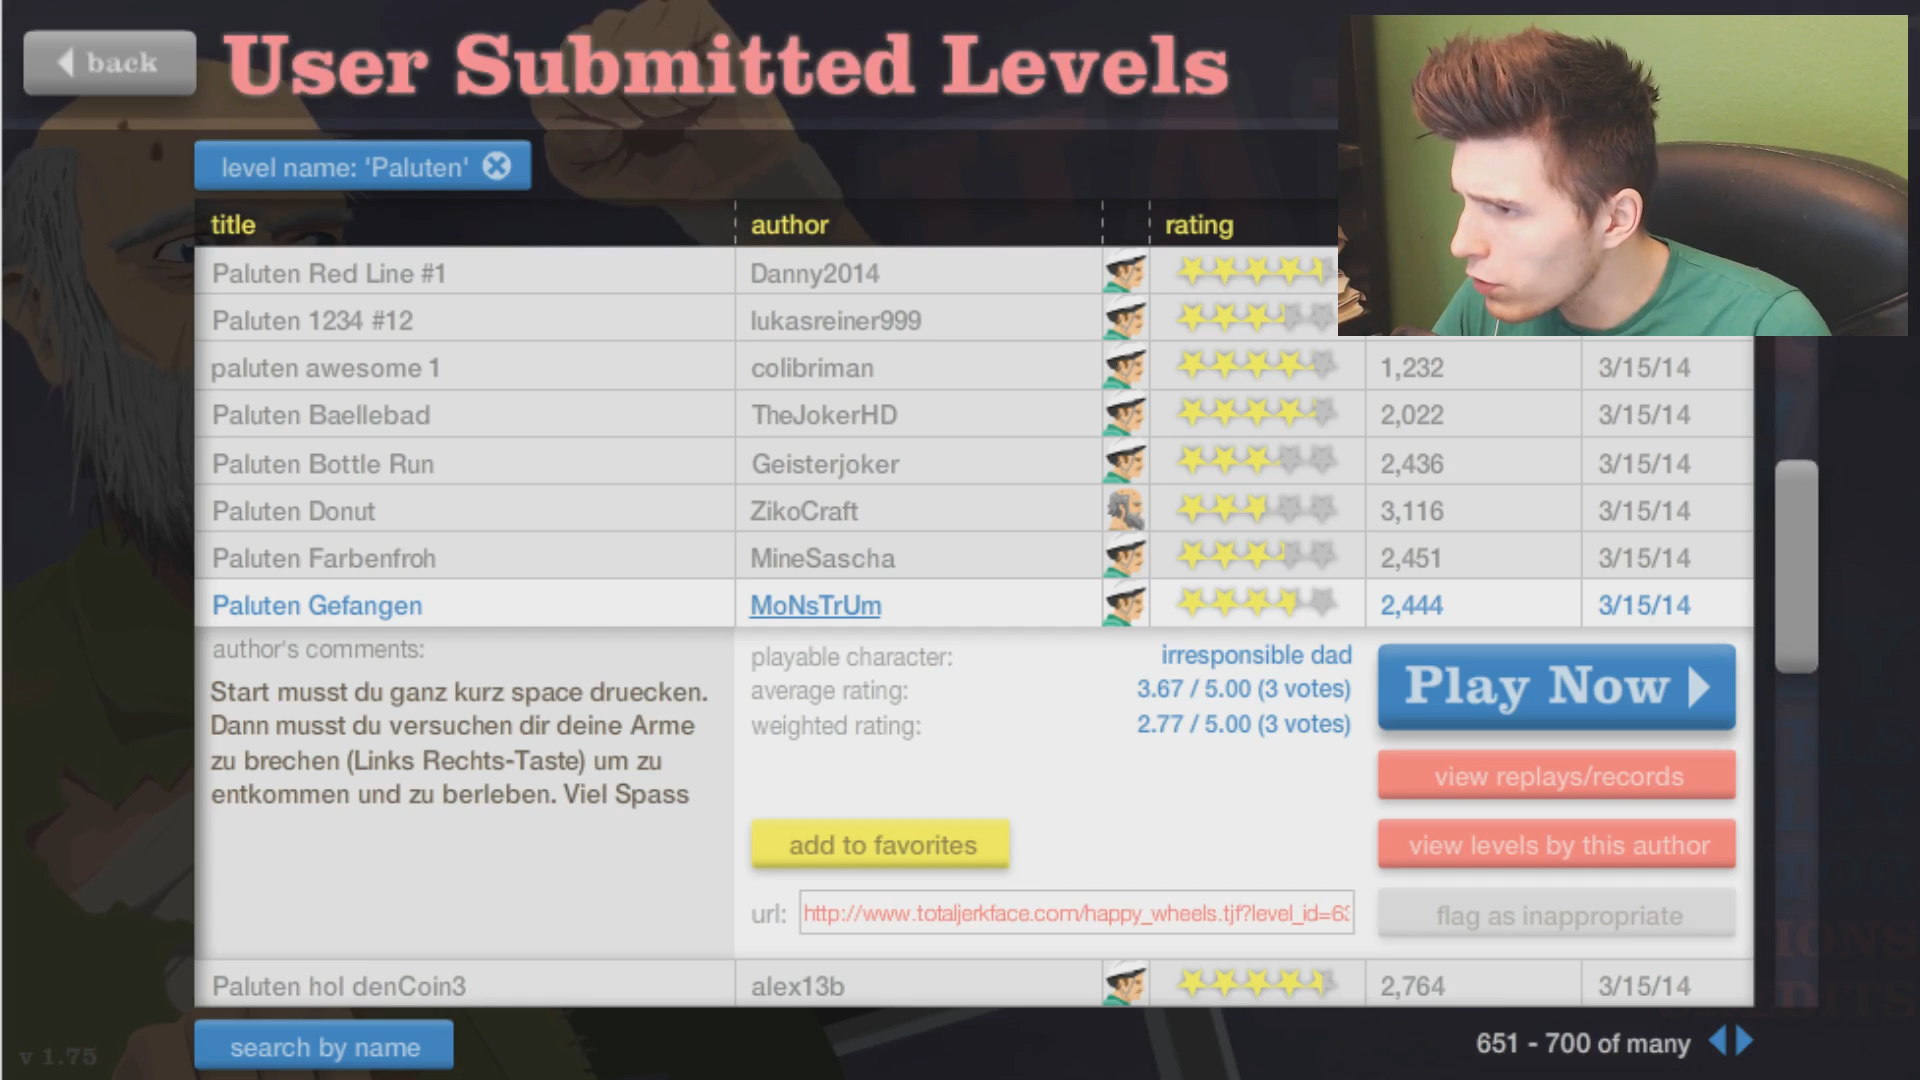 back
User Submitted Levels
level name: 'Paluten'
title author rating
Paluten Red Line #1 Danny2014
Paluten 1234 #12 lukasreiner999
paluten awesome 1 colibriman 1,232 3/15/14
Paluten Baellebad TheJokerHD 2,022 3/15/14
Paluten Bottle Run Geisterjoker 2,436 3/15/14
Paluten Donut ZikoCraft 3,116 3/15/14
Paluten Farbenfroh MineSascha 2,451 3/15/14
Paluten Gefangen MoNsTrUm 2,444 3/15/14
author's comments:
Start musst du ganz kurz space druecken.
Dann musst du versuchen dir deine Arme
zu brechen (Links Rechts-Taste) um zu
entkommen und zu berleben. Viel Spass
playable character: irresponsible dad
average rating: 3.67 / 5.00 (3 votes)
weighted rating: 2.77 / 5.00 (3 votes)
add to favorites
url: http://www.totaljerkface.com/happy_wheels.tjf?level_id=6
Play Now
view replays/records
view levels by this author
flag as inappropriate
Paluten hol denCoin3 alex13b 2,764 3/15/14
search by name
651 - 700 of many
v 1.75